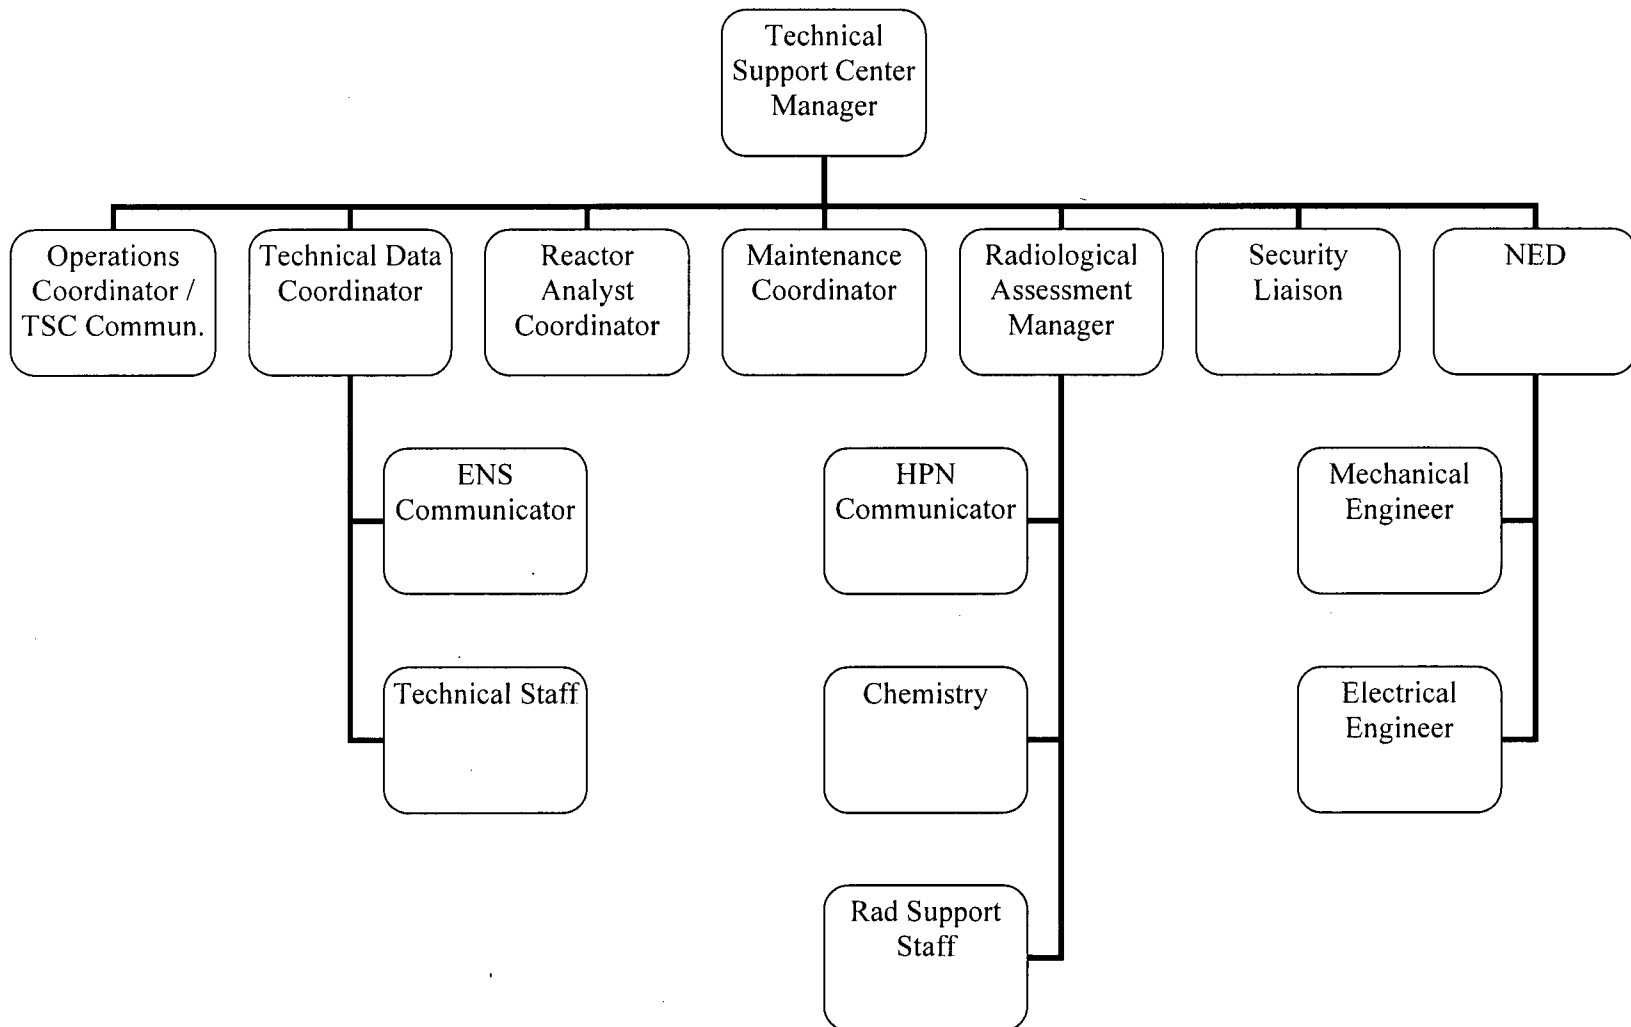 Technical
Support Center
Manager
Operations
Coordinator /
TSC Commun.
Technical Data
Coordinator
Reactor
Analyst
Coordinator
Maintenance
Coordinator
Radiological
Assessment
Manager
Security
Liaison
NED
ENS
Communicator
HPN
Communicator
Mechanical
Engineer
Technical Staff
Chemistry
Electrical
Engineer
Rad Support
Staff